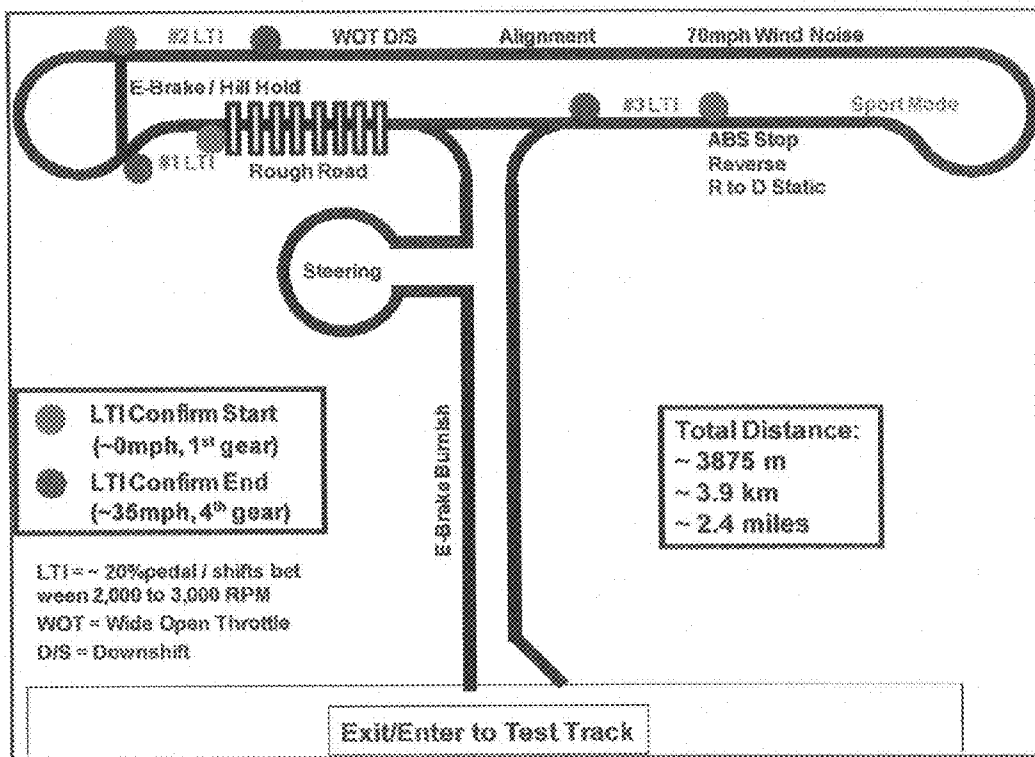 #2 LTI
WOT D/S
Alignment
70mph Wind Noise
E-Brake / Hill Hold
#3 LTI
Sport Mode
#1 LTI
Rough Road
ABS Stop
Reverse
R to D Static
Steering
E-Brake Burnish
LTI Confirm Start
(~0mph, 1st gear)
LTI Confirm End
(~35mph, 4th gear)
Total Distance:
~ 3875 m
~ 3.9 km
~ 2.4 miles
LTI = ~ 20%pedal / shifts bet
ween 2,000 to 3,000 RPM
WOT = Wide Open Throttle
D/S = Downshift
Exit/Enter to Test Track